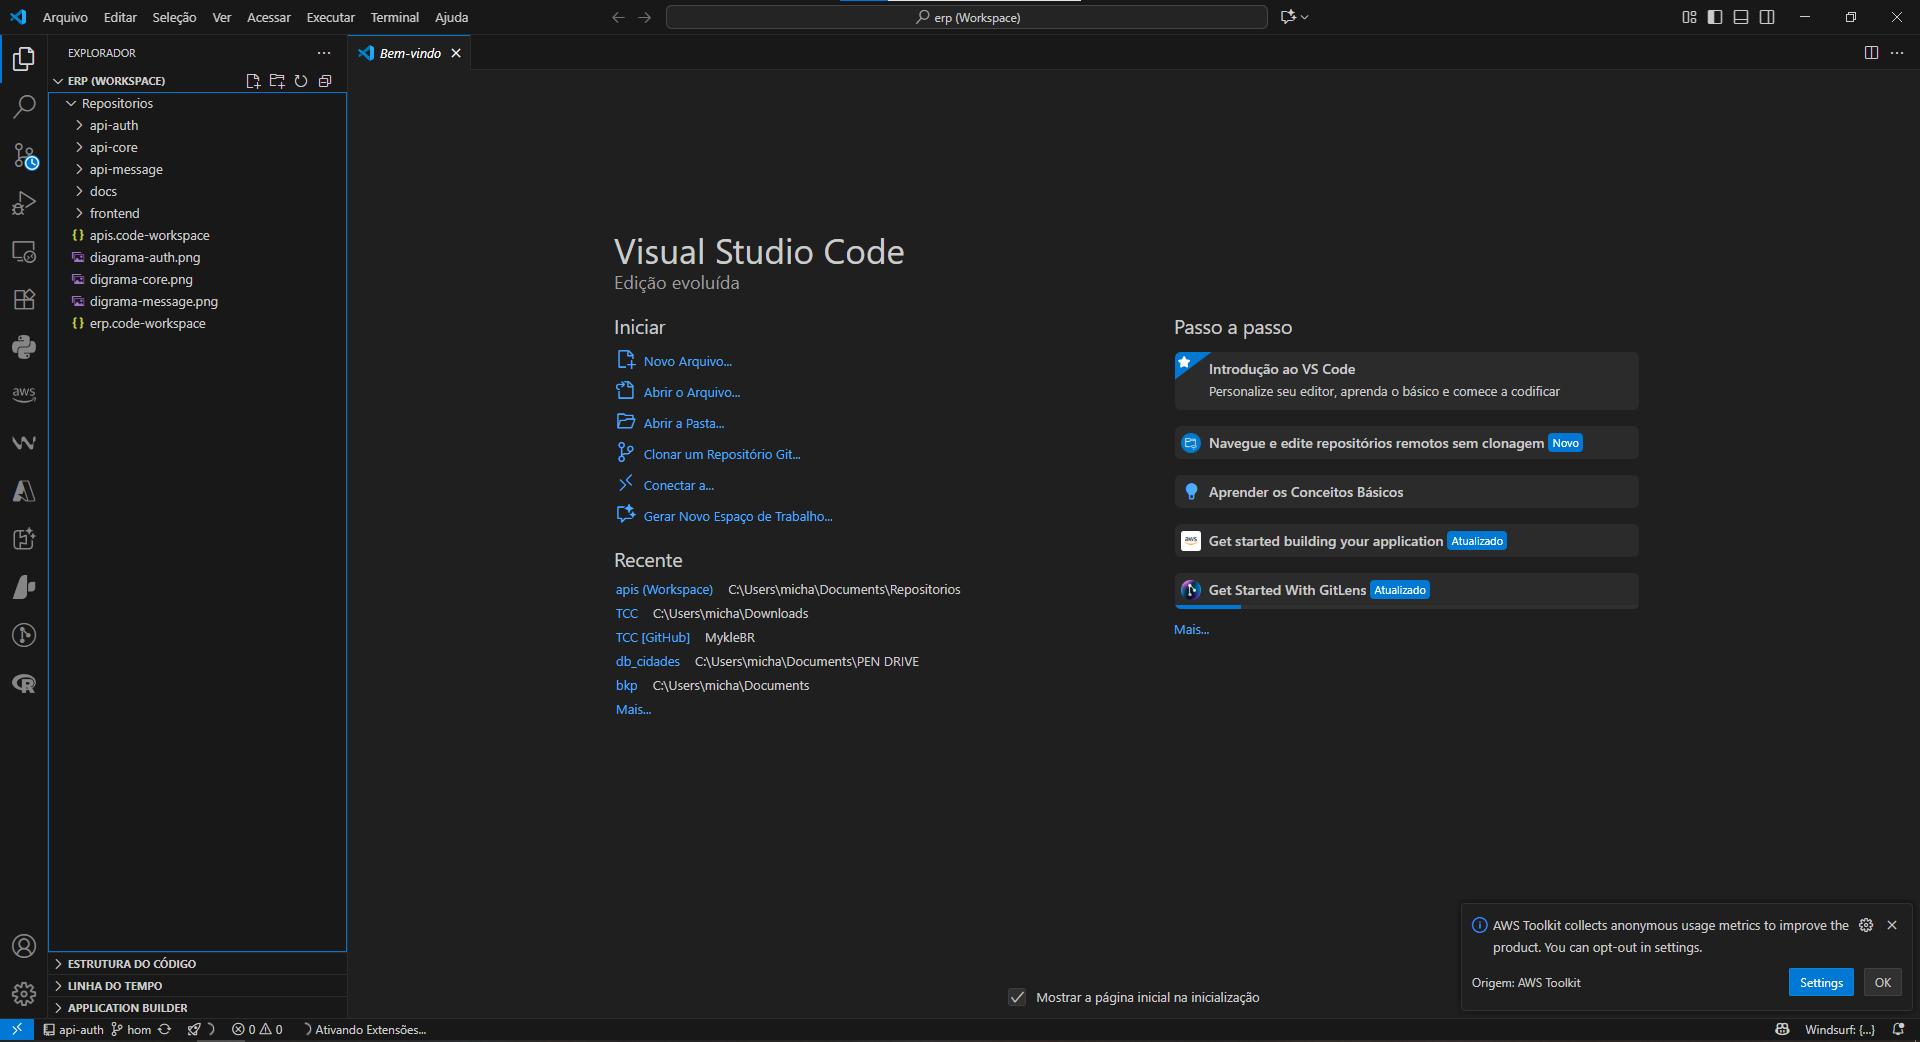 Arquivo Editar Seleção Ver Acessar Executar Terminal Ajuda
erp (Workspace)
EXPLORADOR
ERP (WORKSPACE)
Repositorios
api-auth
api-core
api-message
docs
frontend
apis.code-workspace
diagrama-auth.png
digrama-core.png
digrama-message.png
erp.code-workspace
aws
ESTRUTURA DO CÓDIGO
LINHA DO TEMPO
APPLICATION BUILDER
Bem-vindo
Visual Studio Code
Edição evoluída
Iniciar
Novo Arquivo...
Abrir o Arquivo...
Abrir a Pasta...
Clonar um Repositório Git...
Conectar a...
Gerar Novo Espaço de Trabalho...
Recente
apis (Workspace) C:\Users\micha\Documents\Repositorios
TCC C:\Users\micha\Downloads
TCC [GitHub] MykleBR
db_cidades C:\Users\micha\Documents\PEN DRIVE
bkp C:\Users\micha\Documents
Mais...
Passo a passo
Introdução ao VS Code
Personalize seu editor, aprenda o básico e comece a codificar
Navegue e edite repositórios remotos sem clonagem Novo
Aprender os Conceitos Básicos
aws Get started building your application Atualizado
Get Started With GitLens Atualizado
Mais...
Mostrar a página inicial na inicialização
AWS Toolkit collects anonymous usage metrics to improve the
product. You can opt-out in settings.
Origem: AWS Toolkit
Settings
OK
api-auth hom 0 0 Ativando Extensões...
Windsurf: {...}